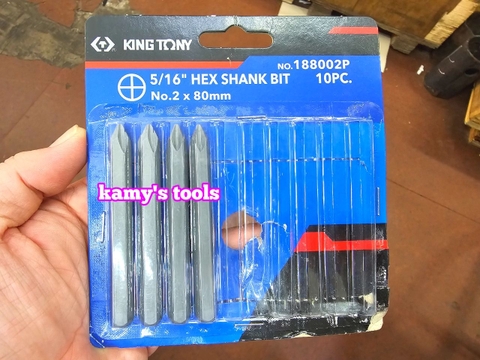 KING TONY
NO.188002P
5/16" HEX SHANK BIT 10PC.
No.2 x 80mm
kamy's tools